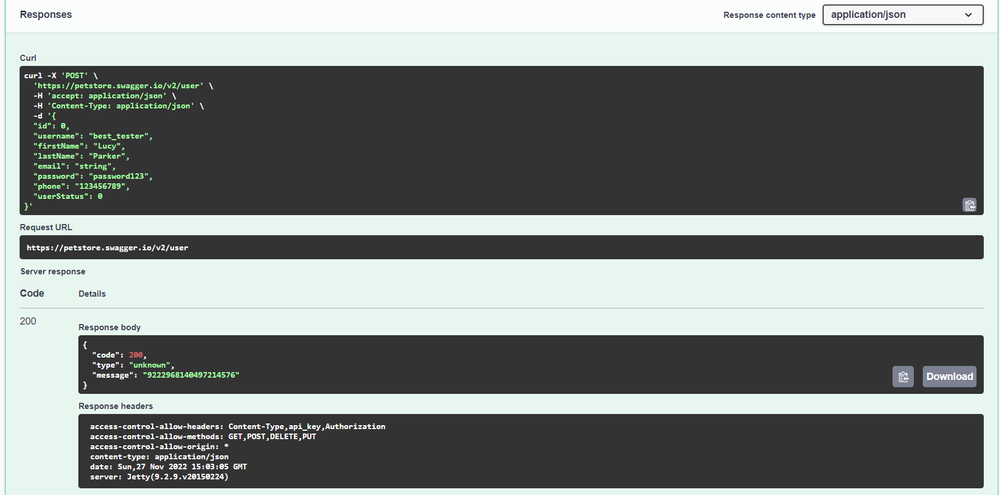 Responses
Response content type
application/json
Curl
curl -X 'POST' \
  'https://petstore.swagger.io/v2/user' \
  -H 'accept: application/json' \
  -H 'Content-Type: application/json' \
  -d '{
  "id": 0,
  "username": "best_tester",
  "firstName": "Lucy",
  "lastName": "Parker",
  "email": "string",
  "password": "password123",
  "phone": "123456789",
  "userStatus": 0
}'
Request URL
https://petstore.swagger.io/v2/user
Server response
Code Details
200
Response body
{
  "code": 200,
  "type": "unknown",
  "message": "9222968140497214576"
}
Download
Response headers
access-control-allow-headers: Content-Type,api_key,Authorization
access-control-allow-methods: GET,POST,DELETE,PUT
access-control-allow-origin: *
content-type: application/json
date: Sun,27 Nov 2022 15:03:05 GMT
server: Jetty(9.2.9.v20150224)